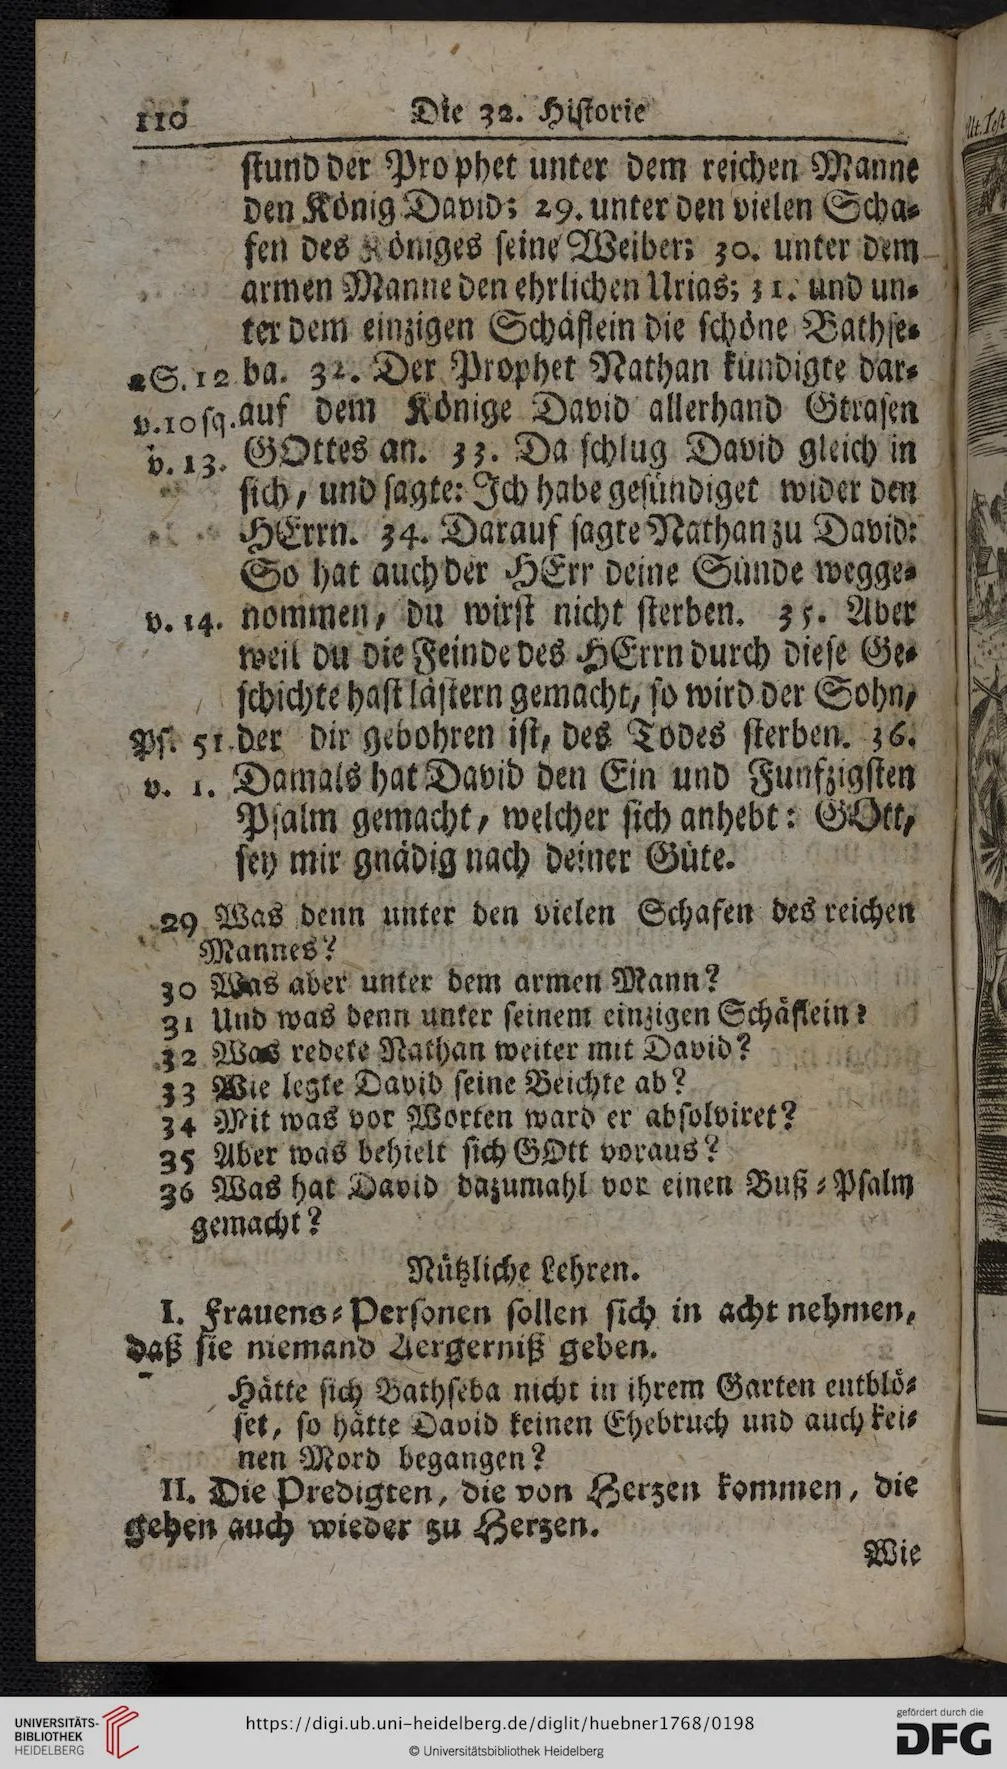 110 Die 32. Historie
stund der Prophet unter dem reichen Manne
den König David; 29. unter den vielen Scha-
fen des Königes seine Weiber; 30. unter dem
armen Manne den ehrlichen Urias; 31. und un-
ter dem einzigen Schäflein die schöne Bathse-
2S. 12 ba. 32. Der Prophet Nathan kündigte dar-
v. 10 sq. auf dem Könige David allerhand Strafen
v. 13. GOttes an. 33. Da schlug David gleich in
sich, und sagte: Ich habe gesündiget wider den
HErrn. 34. Darauf sagte Nathan zu David:
So hat auch der HErr deine Sünde wegge-
v. 14. nommen, du wirst nicht sterben. 35. Aber
weil du die Feinde des HErrn durch diese Ge-
schichte hast lästern gemacht, so wird der Sohn,
Ps. 51. der dir gebohren ist, des Todes sterben. 36.
v. 1. Damals hat David den Ein und Funfzigsten
Psalm gemacht, welcher sich anhebt: GOtt,
sey mir gnädig nach deiner Güte.
29 Was denn unter den vielen Schafen des reichen
Mannes?
30 Was aber unter dem armen Mann?
31 Und was denn unter seinem einzigen Schäflein?
32 Was redete Nathan weiter mit David?
33 Wie legte David seine Beichte ab?
34 Mit was vor Worten ward er absolviret?
35 Aber was behielt sich GOtt voraus?
36 Was hat David dazumahl vor einen Buß-Psalm
gemacht?
Nützliche Lehren.
I. Frauens-Personen sollen sich in acht nehmen,
daß sie niemand Aergerniß geben.
Hätte sich Bathseba nicht in ihrem Garten entblö-
set, so hätte David keinen Ehebruch und auch kei-
nen Mord begangen?
II. Die Predigten, die von Herzen kommen, die
gehen auch wieder zu Herzen.
Wie
Alt. Test
UNIVERSITÄTS-
BIBLIOTHEK
HEIDELBERG
https://digi.ub.uni-heidelberg.de/diglit/huebner1768/0198
© Universitätsbibliothek Heidelberg
gefördert durch die
DFG